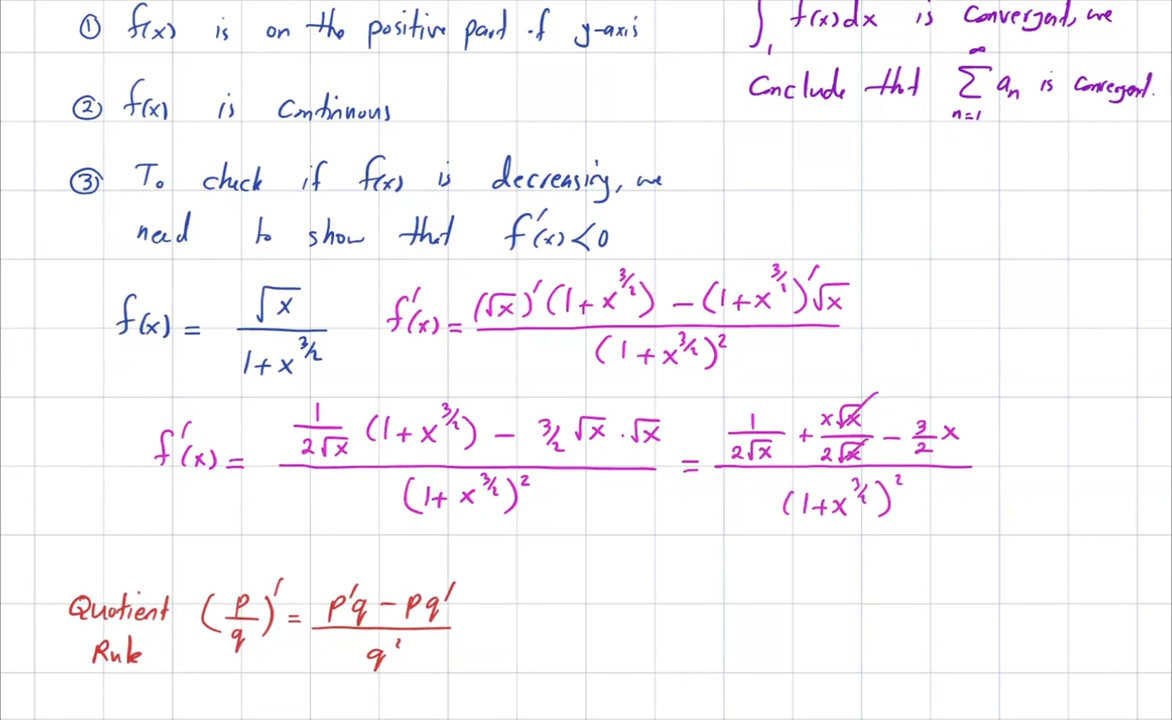 ① f(x) is on the positive part of y-axis
② f(x) is continuous
③ To check if f(x) is decreasing, we
need to show that f'(x) < 0
f(x) = √x / (1 + x^(3/2))
f'(x) = ((√x)'(1 + x^(3/2)) − (1 + x^(3/2))'√x) / (1 + x^(3/2))²
f'(x) = (1/(2√x) (1 + x^(3/2)) − 3/2 √x · √x) / (1 + x^(3/2))² = (1/(2√x) + x√x/(2√x) − 3/2 x) / (1 + x^(3/2))²
Quotient Rule (p/q)' = (p'q − pq') / q²
∫₁ f(x)dx is convergent, we
conclude tht ∑_{n=1}^{∞} aₙ is convergent.